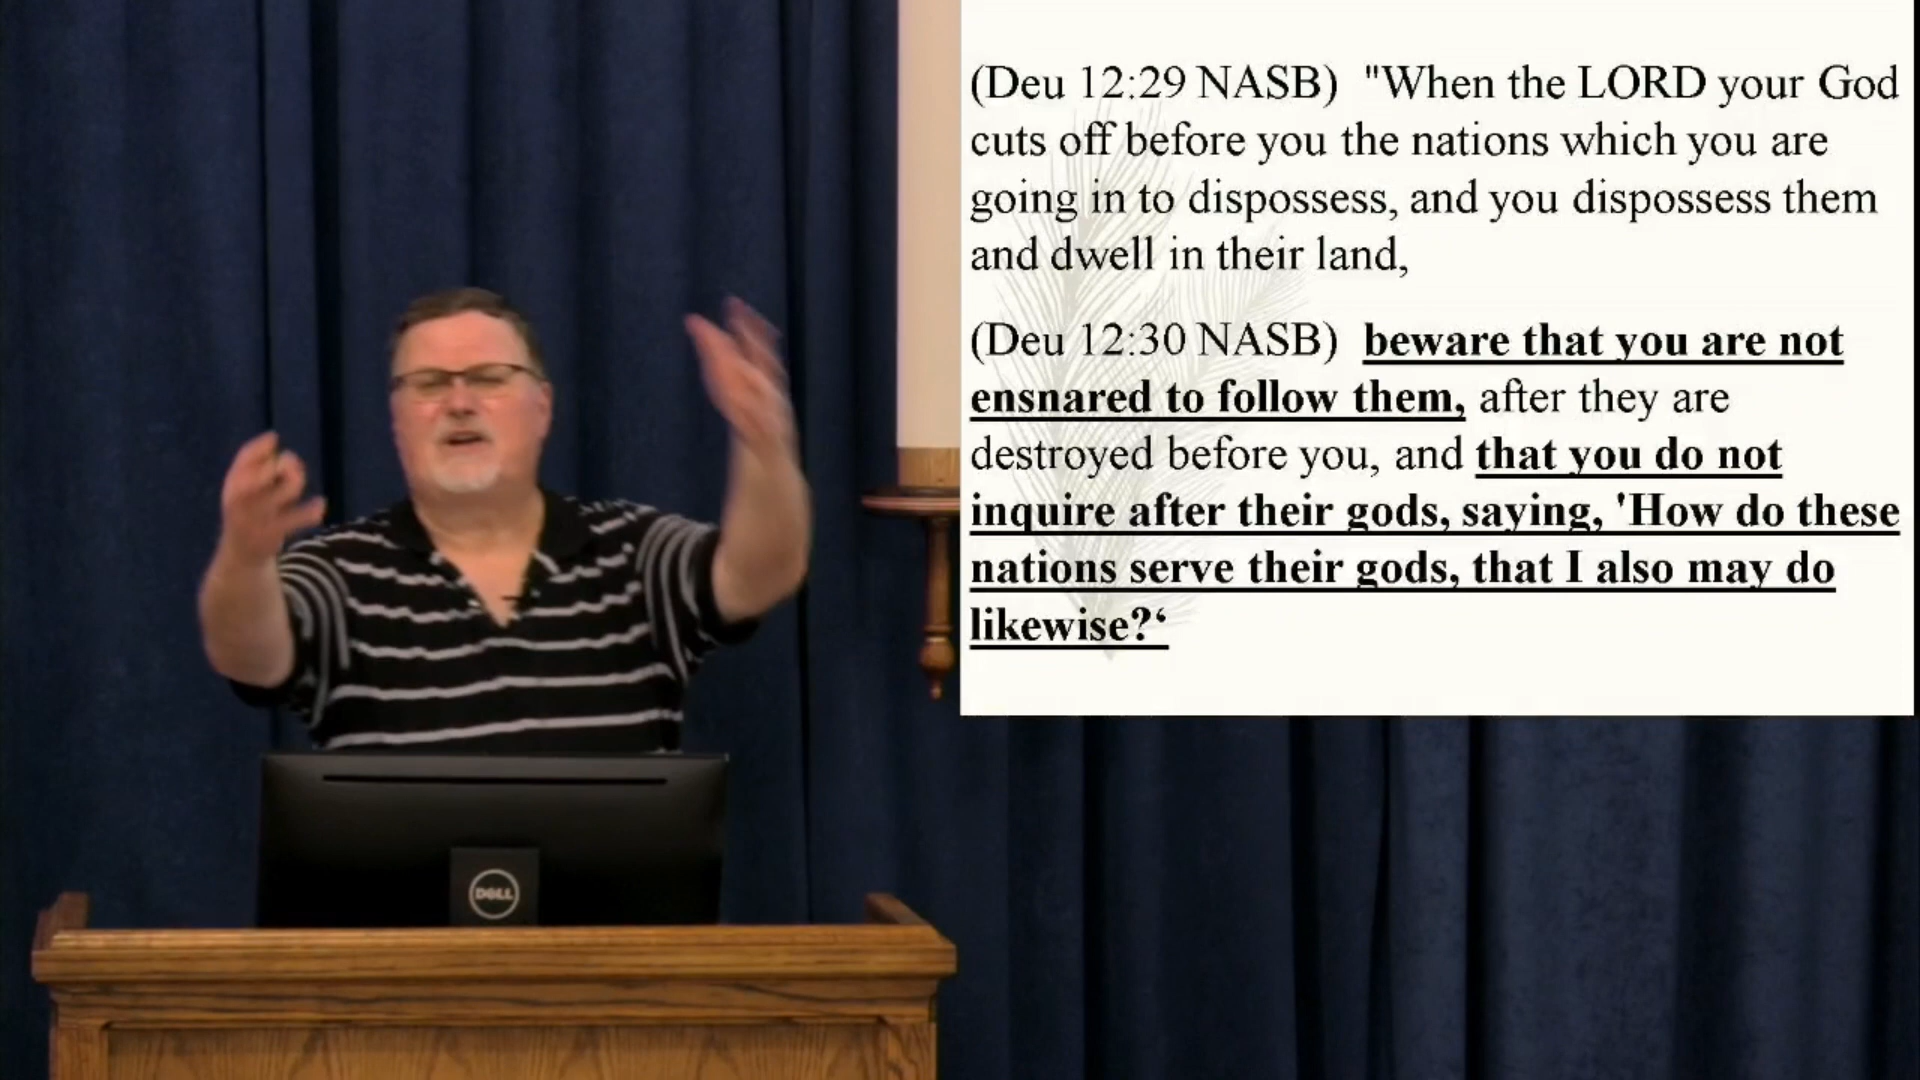 (Deu 12:29 NASB)  "When the LORD your God
cuts off before you the nations which you are
going in to dispossess, and you dispossess them
and dwell in their land,
(Deu 12:30 NASB)  beware that you are not
ensnared to follow them, after they are
destroyed before you, and that you do not
inquire after their gods, saying, 'How do these
nations serve their gods, that I also may do
likewise?‘
DELL